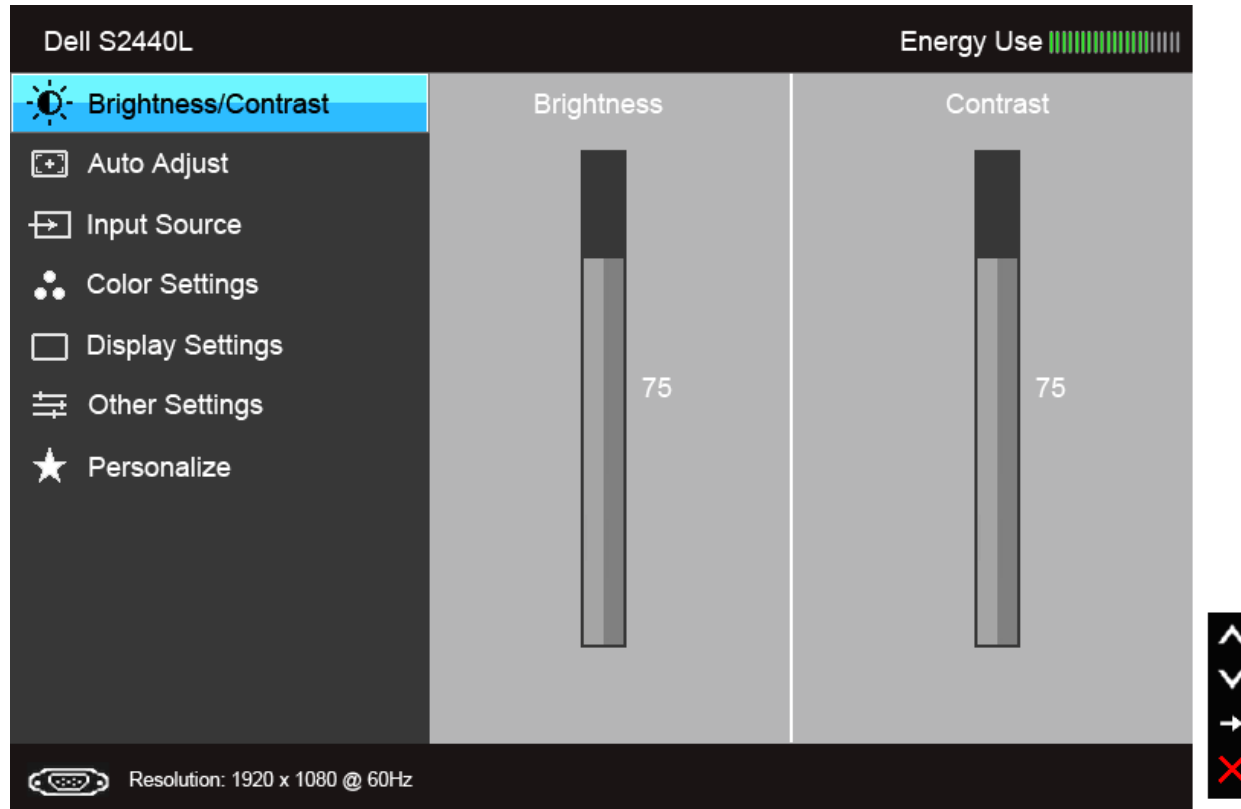 Dell S2440L
Energy Use
Brightness/Contrast
Auto Adjust
Input Source
Color Settings
Display Settings
Other Settings
Personalize
Brightness
75
Contrast
75
Resolution: 1920 x 1080 @ 60Hz